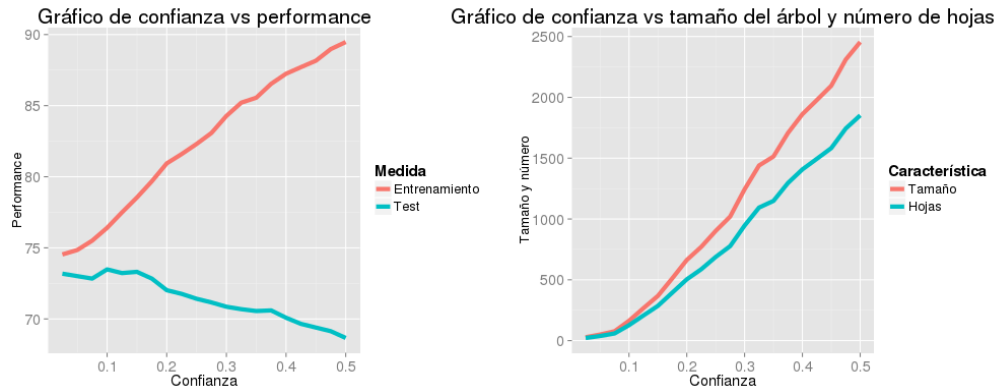 Gráfico de confianza vs performance
90
85
80
75
70
Performance
0.1 0.2 0.3 0.4 0.5
Confianza
Medida
Entrenamiento
Test
Gráfico de confianza vs tamaño del árbol y número de hojas
2500
2000
1500
1000
500
0
Tamaño y número
0.1 0.2 0.3 0.4 0.5
Confianza
Característica
Tamaño
Hojas